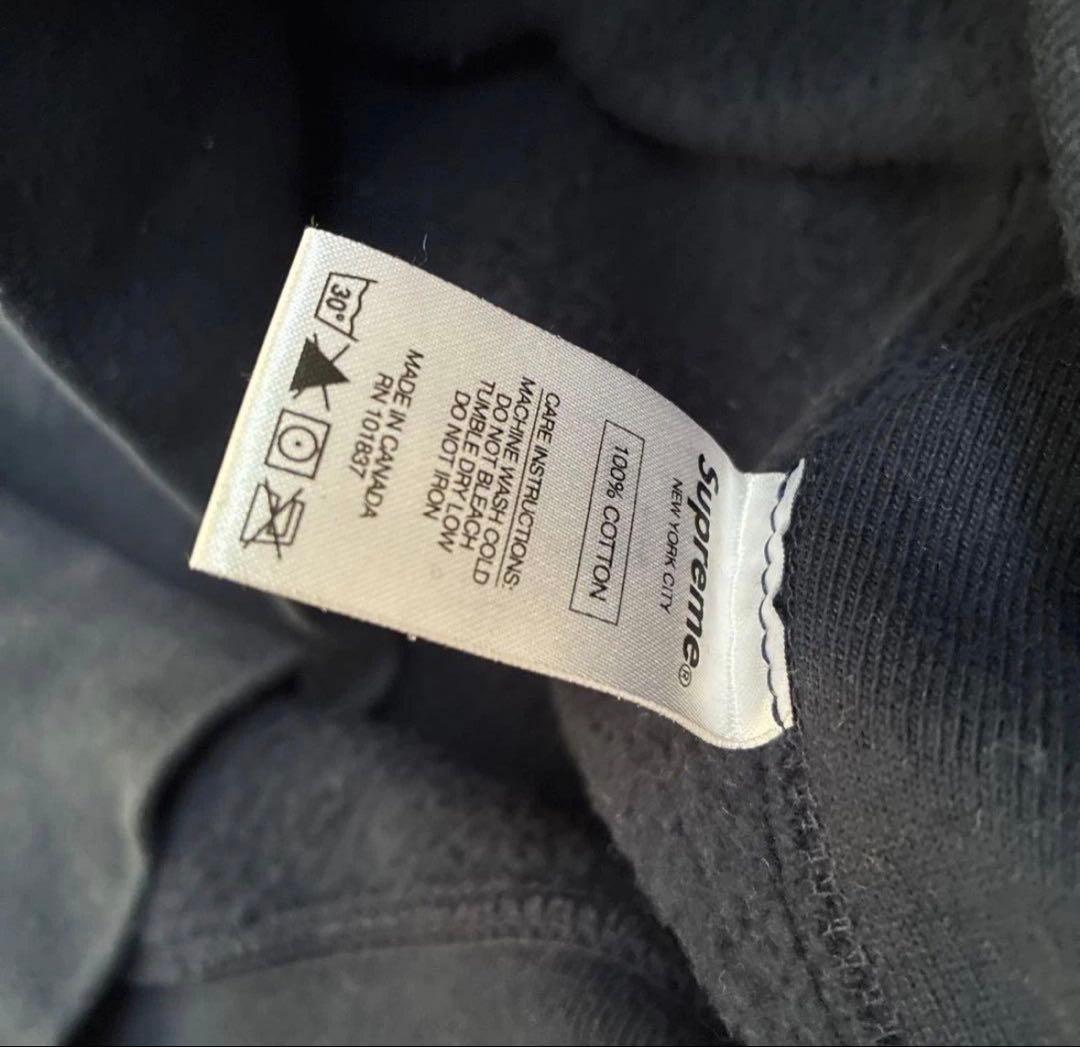 Supreme®
NEW YORK CITY
100% COTTON
CARE INSTRUCTIONS:
MACHINE WASH COLD
DO NOT BLEACH
TUMBLE DRY LOW
DO NOT IRON
MADE IN CANADA
RN 101837
30°